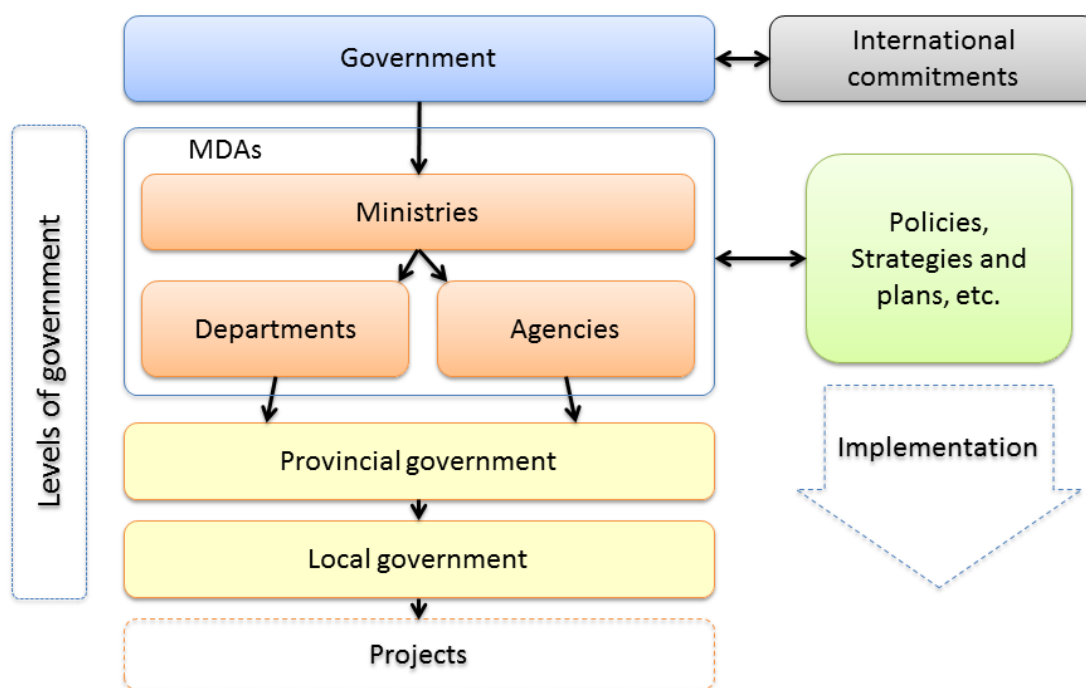 Government
International
commitments
Levels of government
MDAs
Ministries
Departments
Agencies
Policies,
Strategies and
plans, etc.
Provincial government
Implementation
Local government
Projects